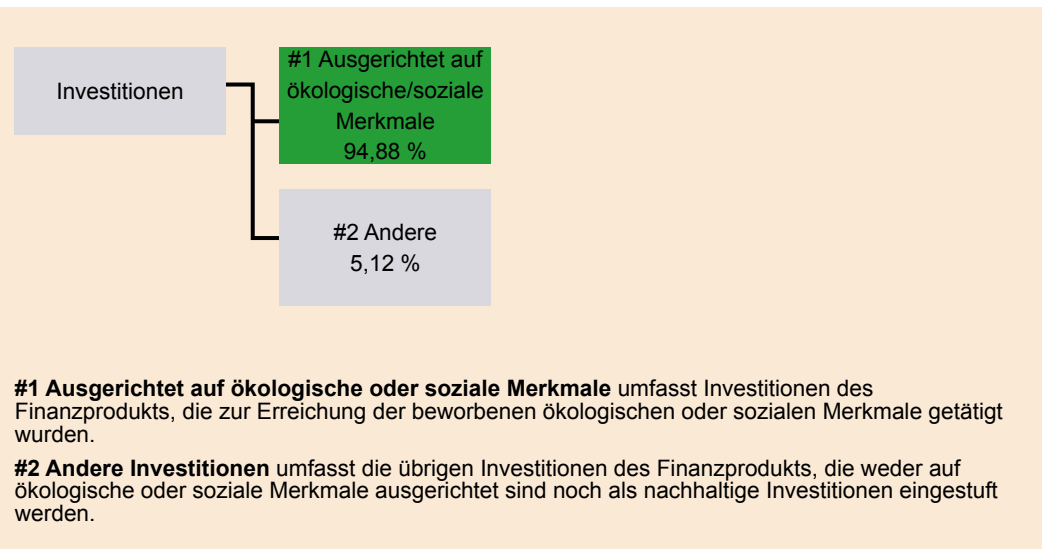 Investitionen
#1 Ausgerichtet auf
ökologische/soziale
Merkmale
94,88 %
#2 Andere
5,12 %
#1 Ausgerichtet auf ökologische oder soziale Merkmale umfasst Investitionen des
Finanzprodukts, die zur Erreichung der beworbenen ökologischen oder sozialen Merkmale getätigt
wurden.
#2 Andere Investitionen umfasst die übrigen Investitionen des Finanzprodukts, die weder auf
ökologische oder soziale Merkmale ausgerichtet sind noch als nachhaltige Investitionen eingestuft
werden.